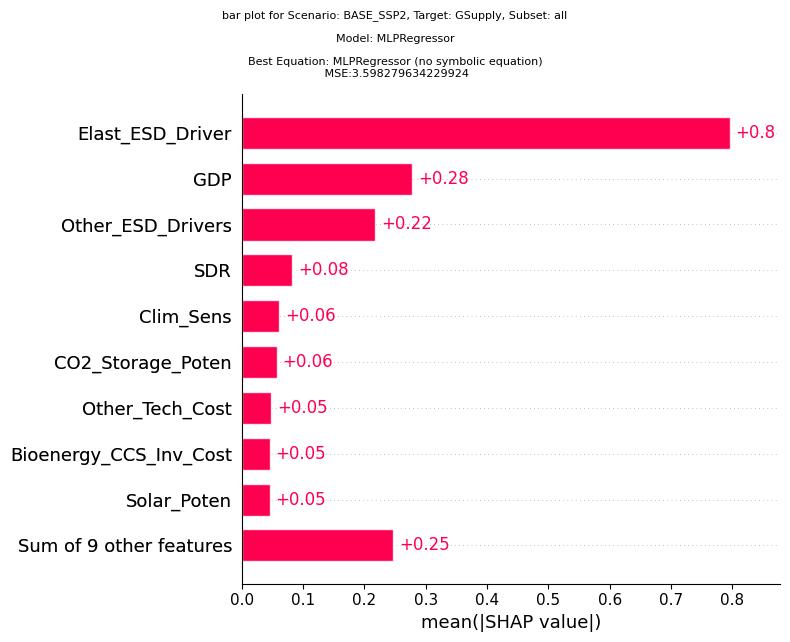 bar plot for Scenario: BASE_SSP2, Target: GSupply, Subset: all
Model: MLPRegressor
Best Equation: MLPRegressor (no symbolic equation)
MSE:3.598279634229924
Elast_ESD_Driver
+0.8
GDP
+0.28
Other_ESD_Drivers
+0.22
SDR
+0.08
Clim_Sens
+0.06
CO2_Storage_Poten
+0.06
Other_Tech_Cost
+0.05
Bioenergy_CCS_Inv_Cost
+0.05
Solar_Poten
+0.05
Sum of 9 other features
+0.25
0.0 0.1 0.2 0.3 0.4 0.5 0.6 0.7 0.8
mean(|SHAP value|)